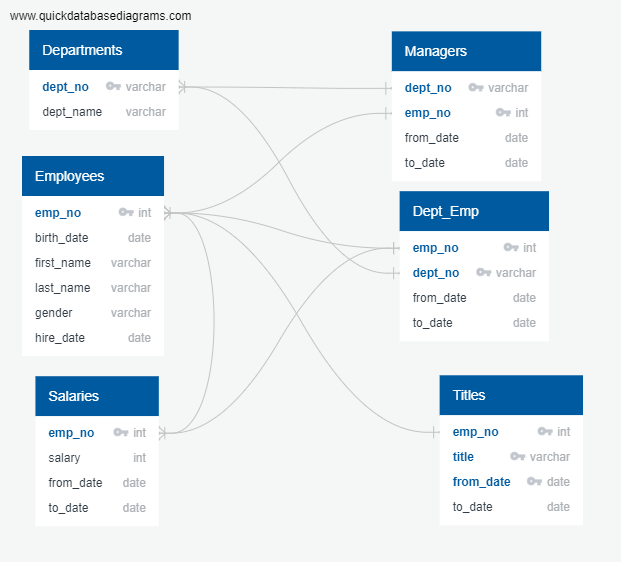 www.quickdatabasediagrams.com
Departments
dept_no varchar
dept_name varchar
Managers
dept_no varchar
emp_no int
from_date date
to_date date
Employees
emp_no int
birth_date date
first_name varchar
last_name varchar
gender varchar
hire_date date
Dept_Emp
emp_no int
dept_no varchar
from_date date
to_date date
Salaries
emp_no int
salary int
from_date date
to_date date
Titles
emp_no int
title varchar
from_date date
to_date date